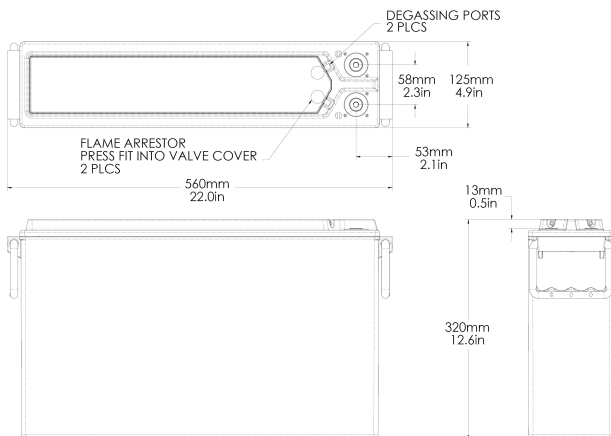 DEGASSING PORTS
2 PLCS
58mm
2.3in
125mm
4.9in
FLAME ARRESTOR
PRESS FIT INTO VALVE COVER
2 PLCS
53mm
2.1in
560mm
22.0in
13mm
0.5in
320mm
12.6in